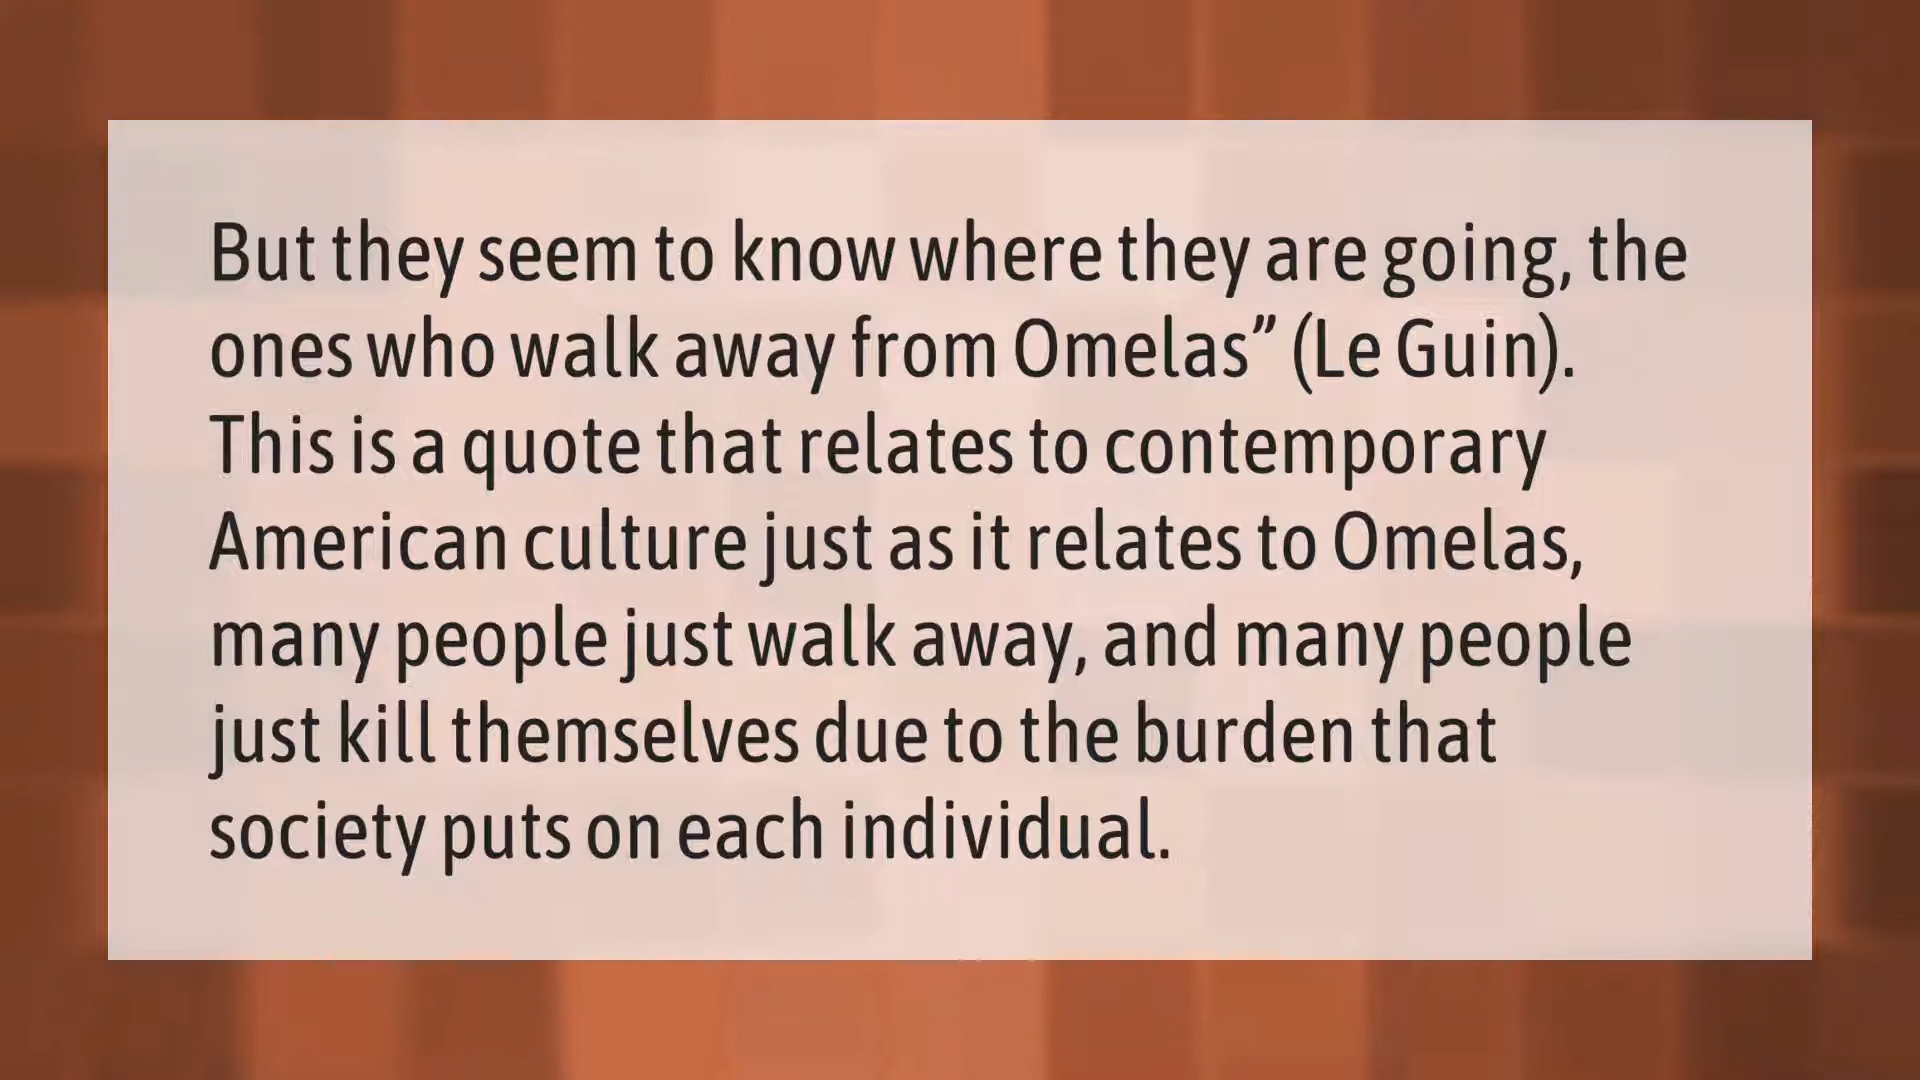 But they seem to know where they are going, the
ones who walk away from Omelas” (Le Guin).
This is a quote that relates to contemporary
American culture just as it relates to Omelas,
many people just walk away, and many people
just kill themselves due to the burden that
society puts on each individual.